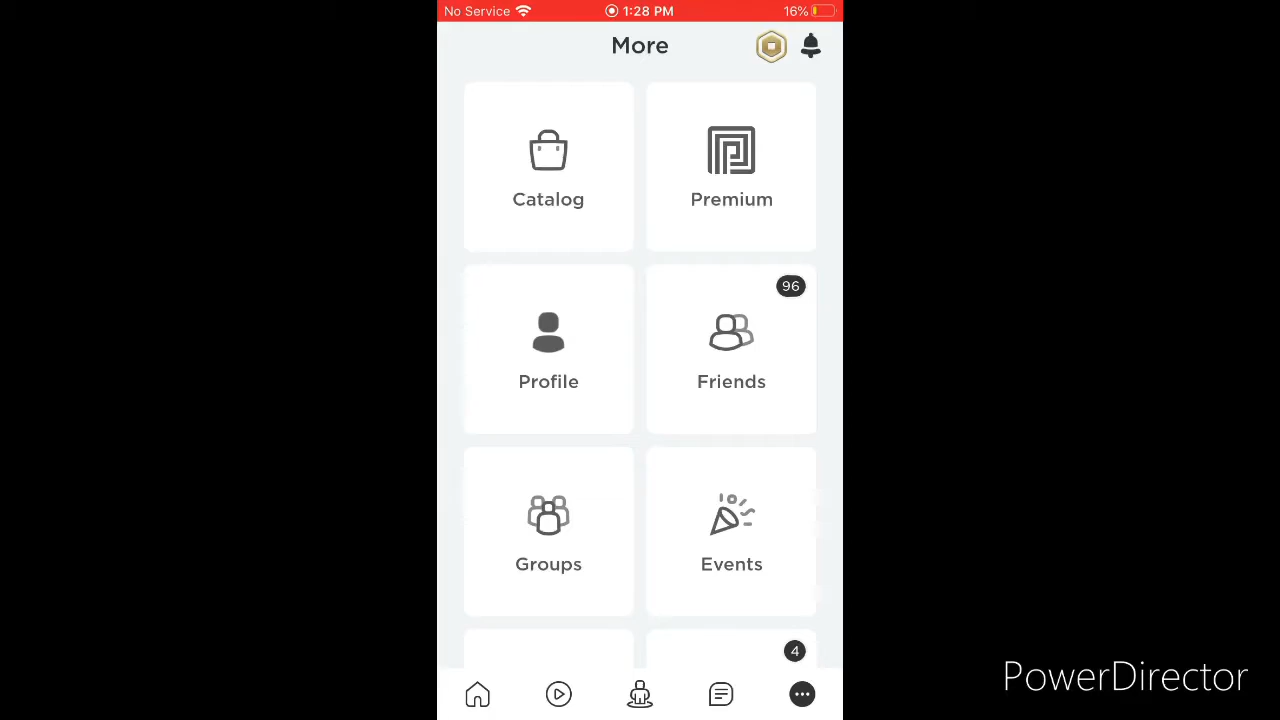 No Service 1:28 PM 16%
More
Catalog Premium
96
Profile Friends
Groups Events
4
PowerDirector